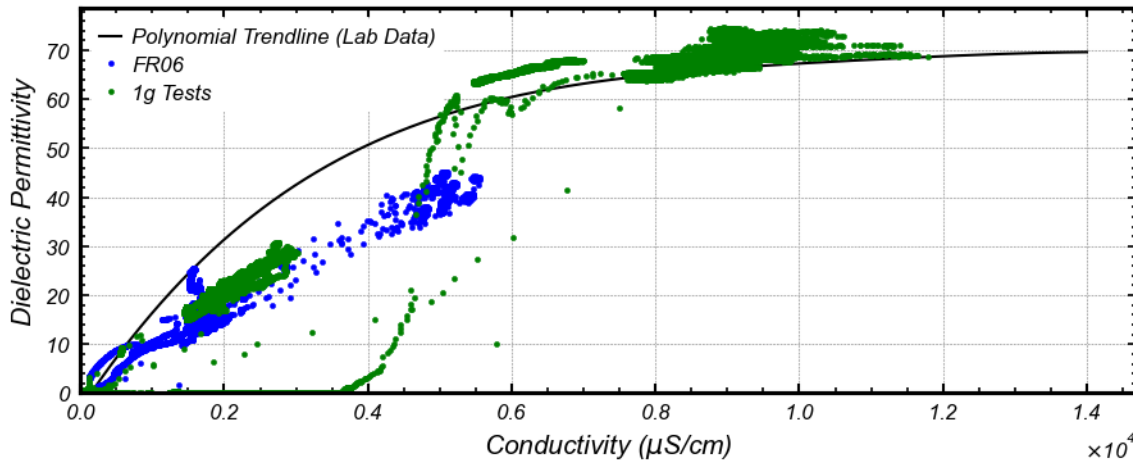 Dielectric Permittivity
70
60
50
40
30
20
10
0
Polynomial Trendline (Lab Data)
FR06
1g Tests
0.0 0.2 0.4 0.6 0.8 1.0 1.2 1.4
Conductivity (μS/cm)
×10⁴